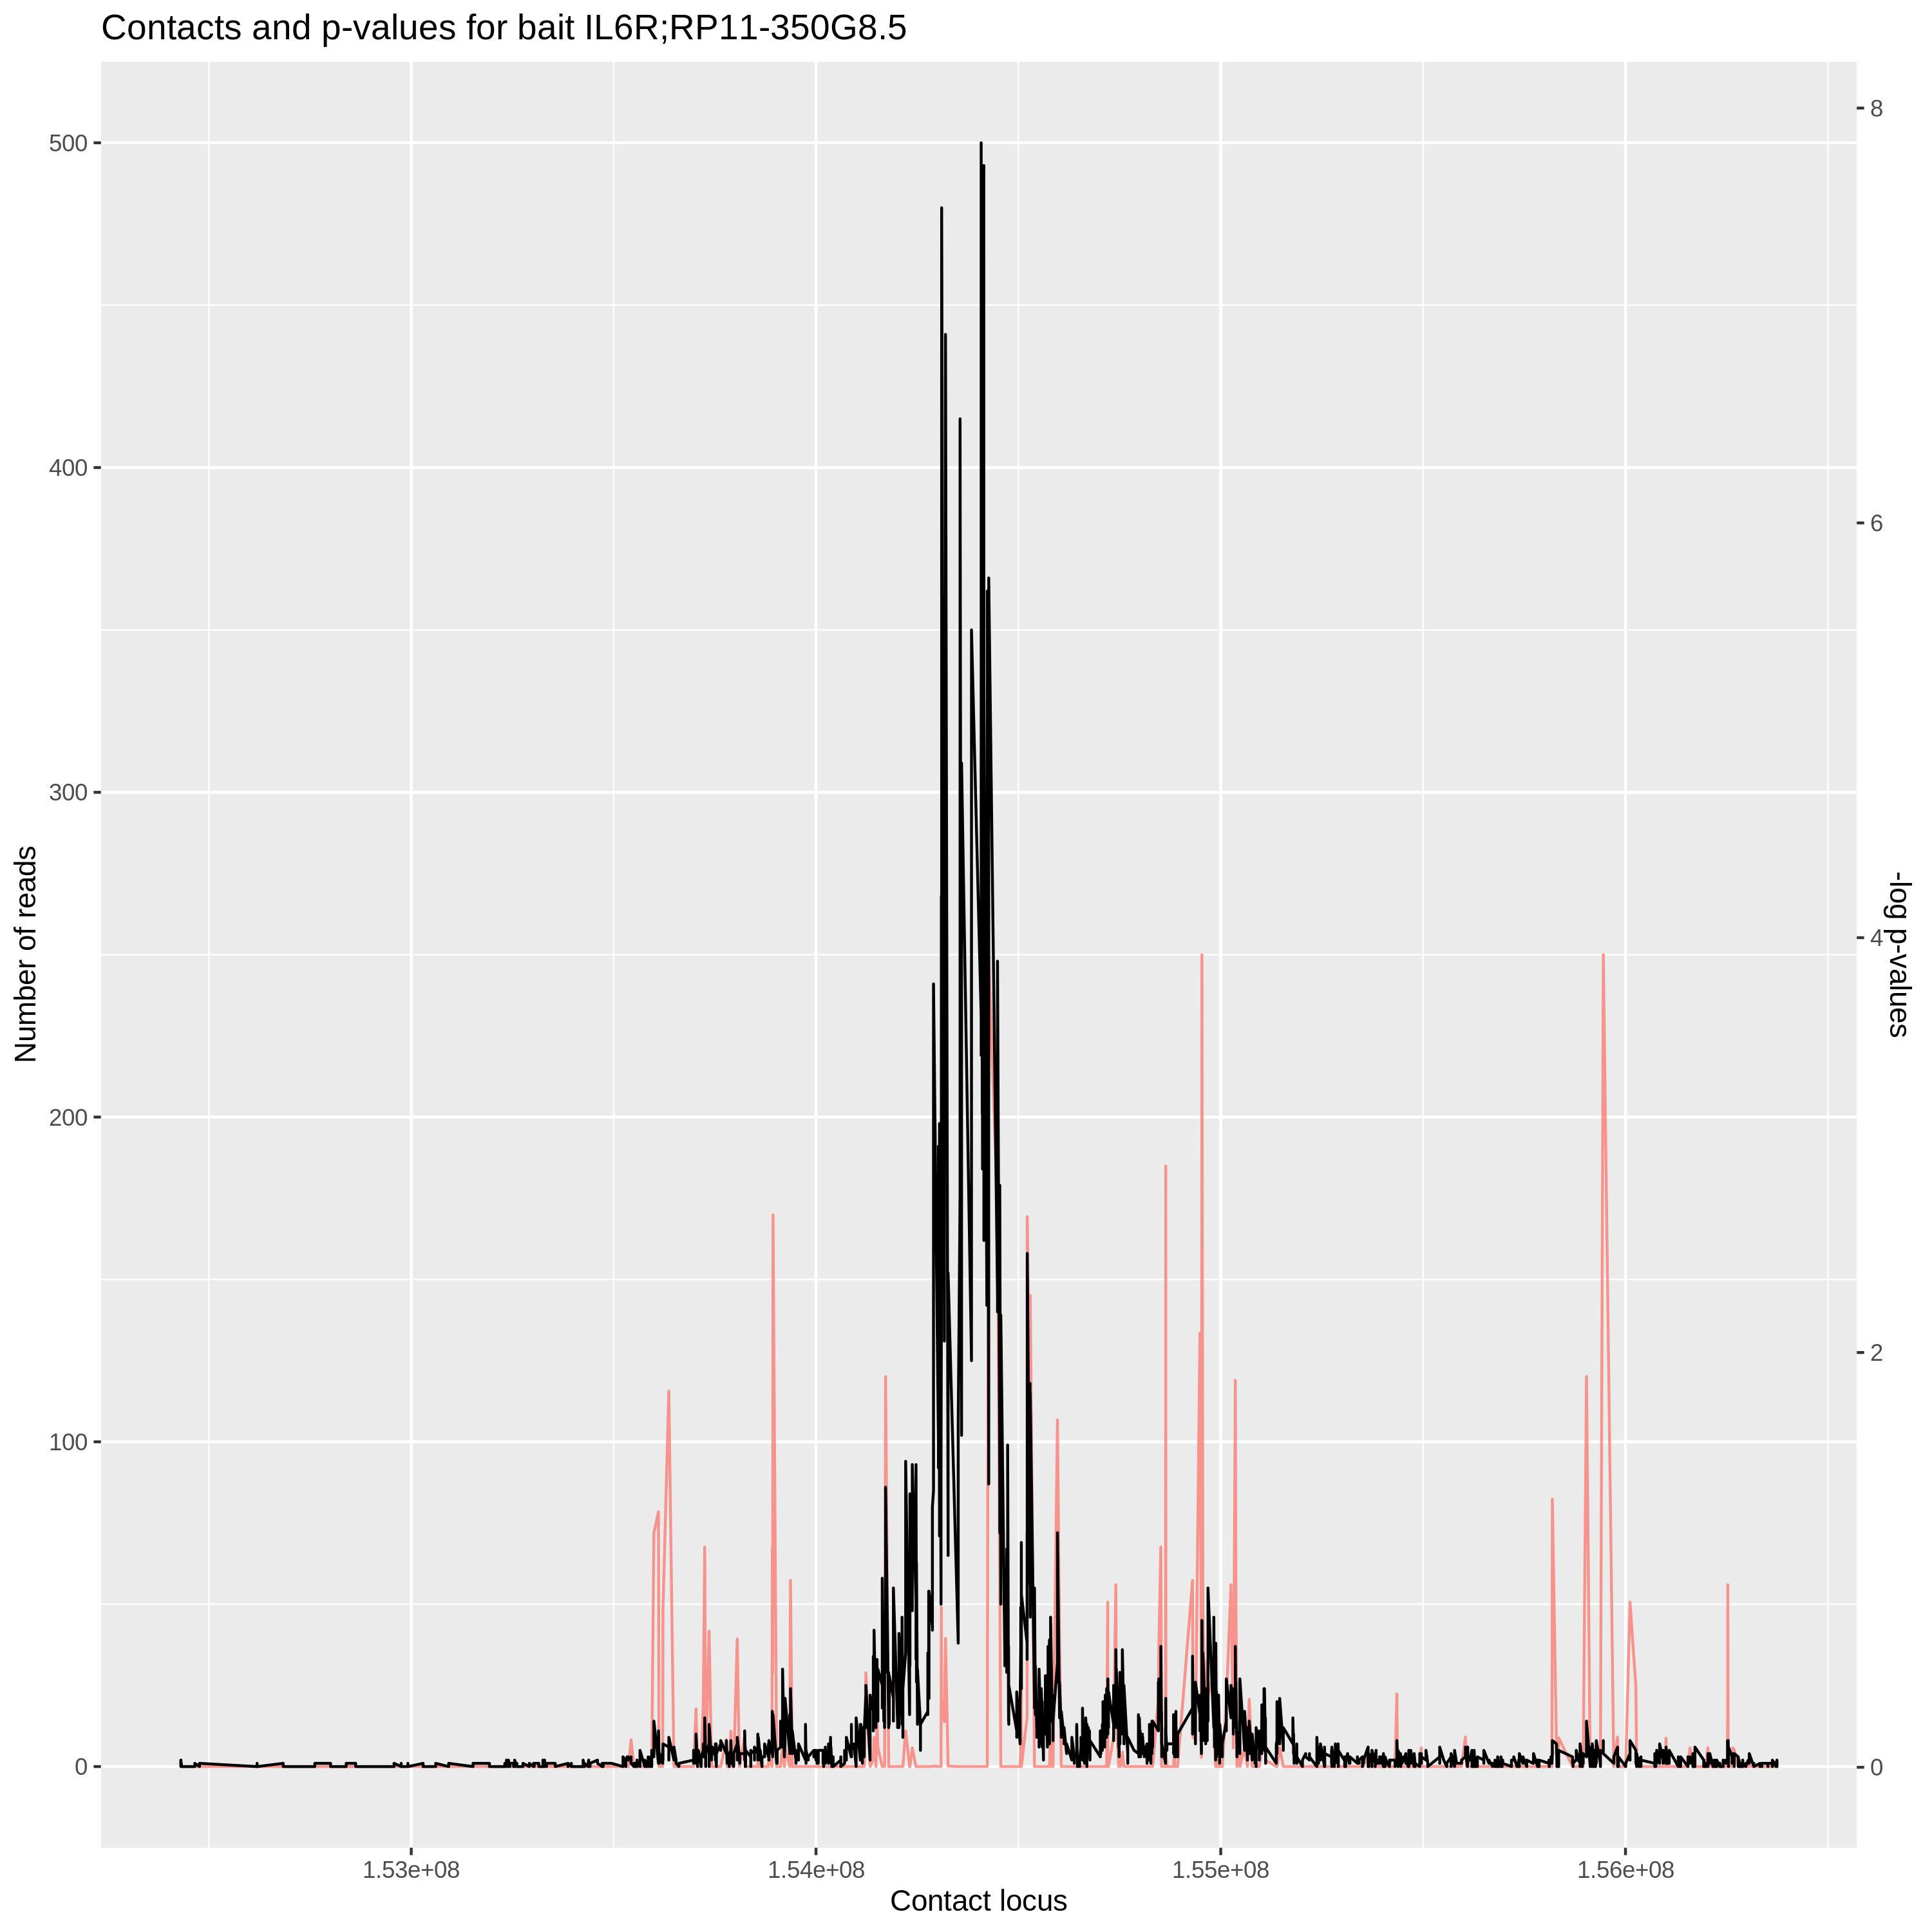 Contacts and p-values for bait IL6R;RP11-350G8.5
500
400
300
200
100
0
Number of reads
8
6
4
2
0
-log p-values
1.53e+08
1.54e+08
1.55e+08
1.56e+08
Contact locus